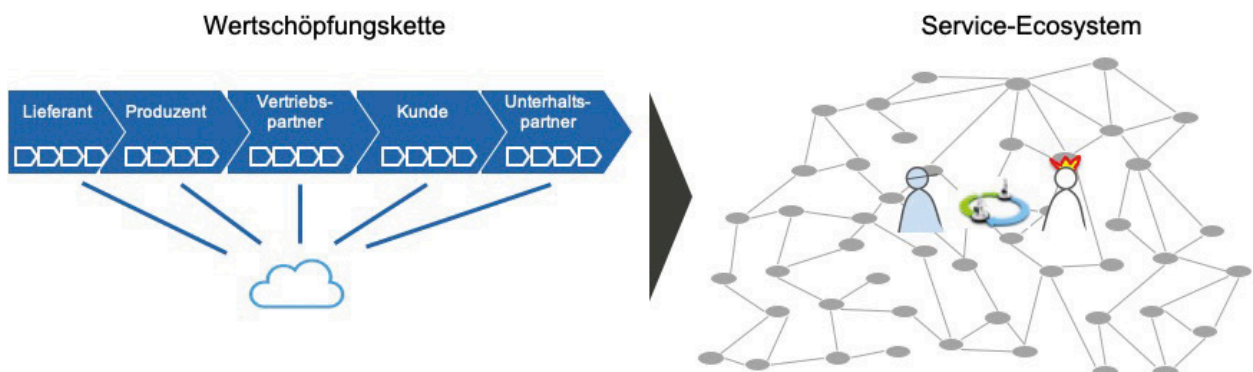 Wertschöpfungskette
Service-Ecosystem
Lieferant
Produzent
Vertriebs-
partner
Kunde
Unterhalts-
partner